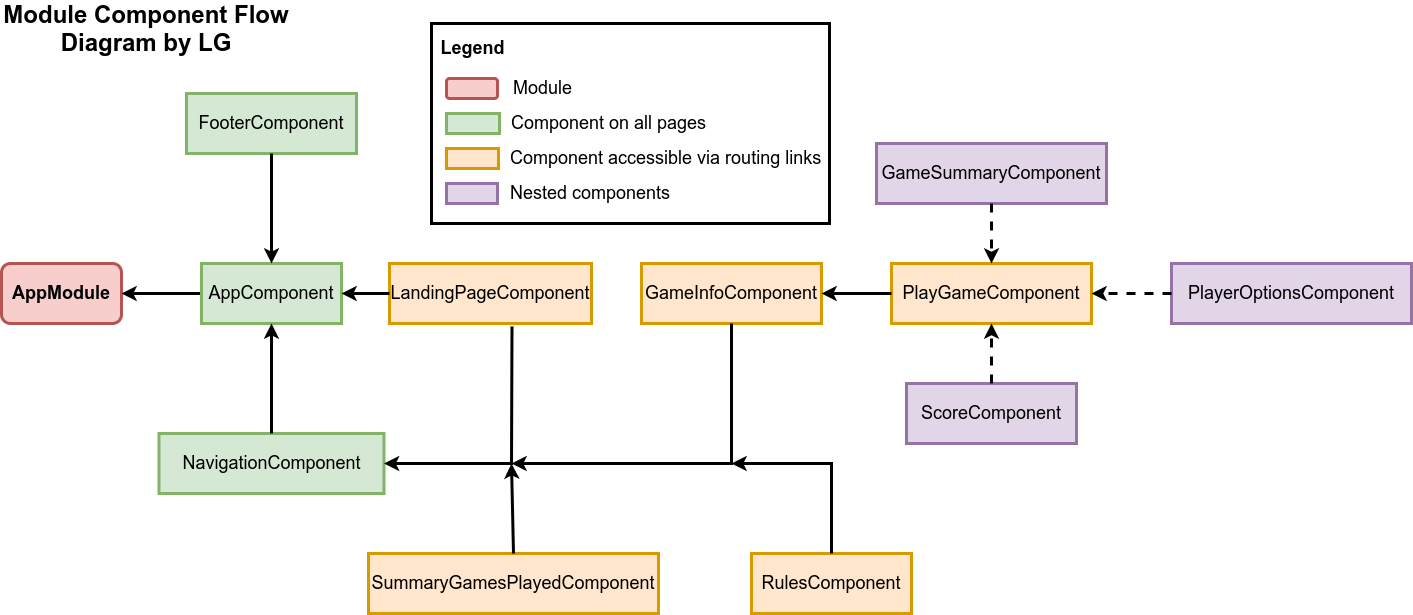 Module Component Flow
Diagram by LG
Legend
Module
Component on all pages
Component accessible via routing links
Nested components
FooterComponent
GameSummaryComponent
AppModule
AppComponent
LandingPageComponent
GameInfoComponent
PlayGameComponent
PlayerOptionsComponent
ScoreComponent
NavigationComponent
SummaryGamesPlayedComponent
RulesComponent